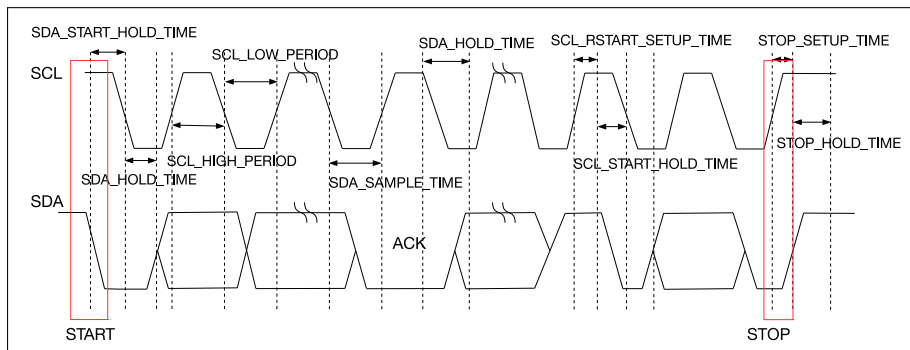 SDA_START_HOLD_TIME
SCL_LOW_PERIOD
SDA_HOLD_TIME
SCL_RSTART_SETUP_TIME
STOP_SETUP_TIME
SCL
SDA_HOLD_TIME
SCL_HIGH_PERIOD
SDA_SAMPLE_TIME
SCL_START_HOLD_TIME
STOP_HOLD_TIME
SDA
ACK
START
STOP